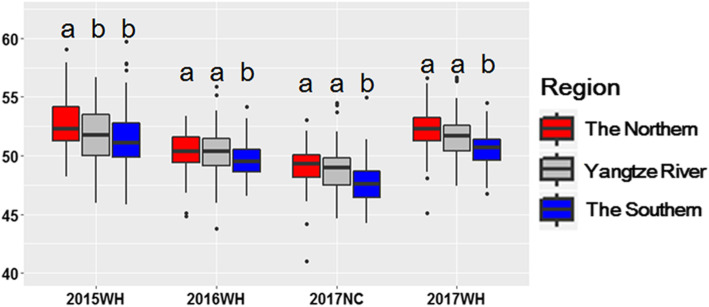 60
55
50
45
40
a b b
a a b
a a b
a a b
2015WH 2016WH 2017NC 2017WH
Region
The Northern
Yangtze River
The Southern